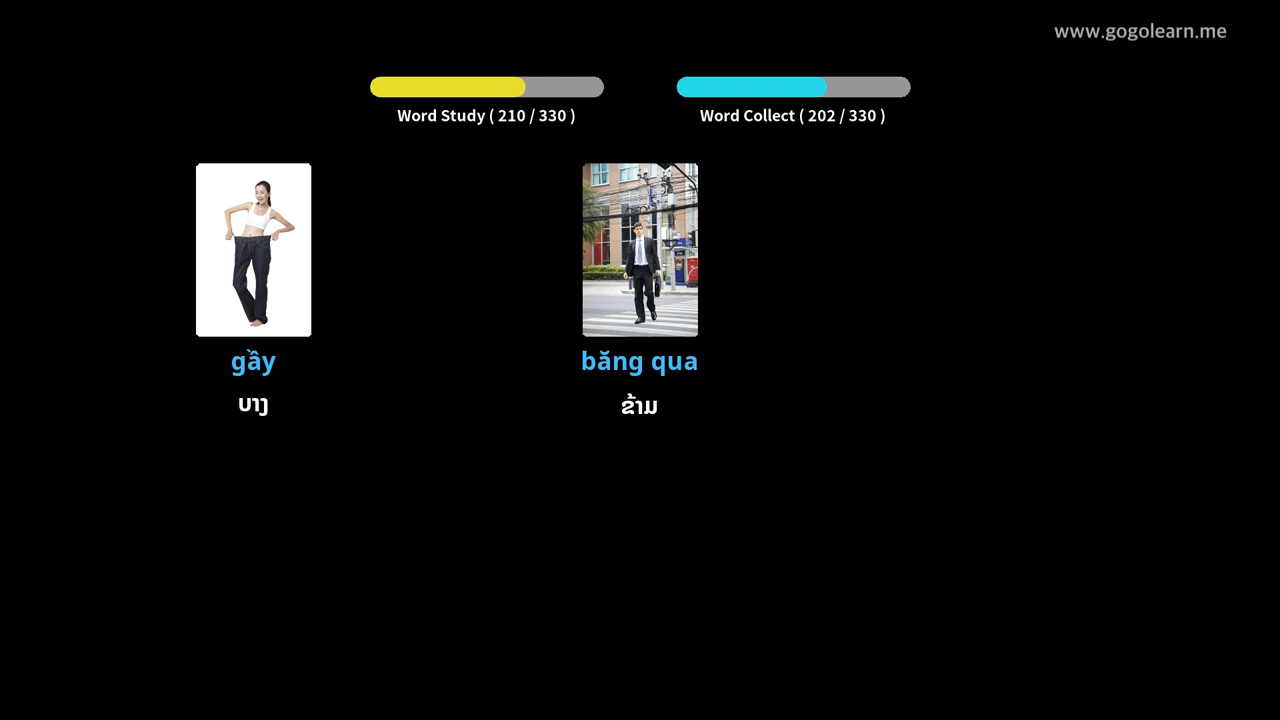 www.gogolearn.me
Word Study ( 210 / 330 )
Word Collect ( 202 / 330 )
gầy
băng qua
ບາງ
ຂ້າມ